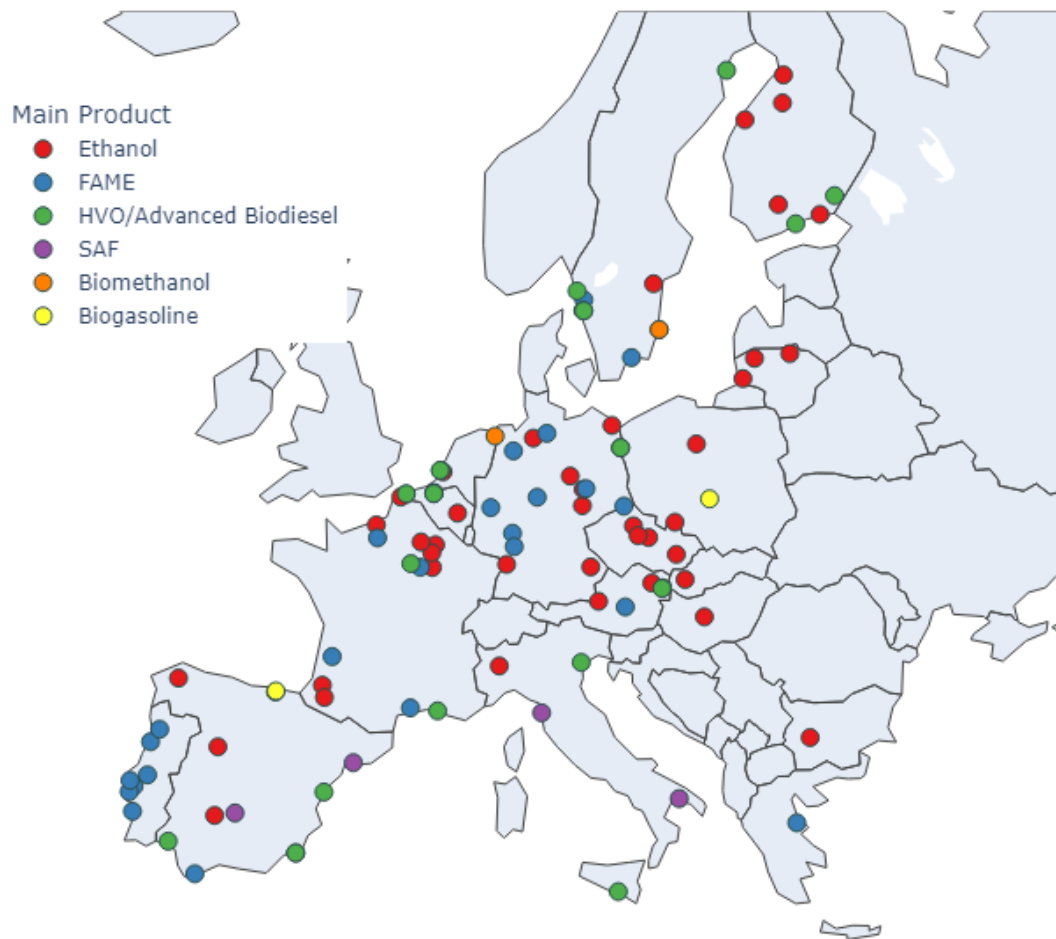 Main Product
Ethanol
FAME
HVO/Advanced Biodiesel
SAF
Biomethanol
Biogasoline